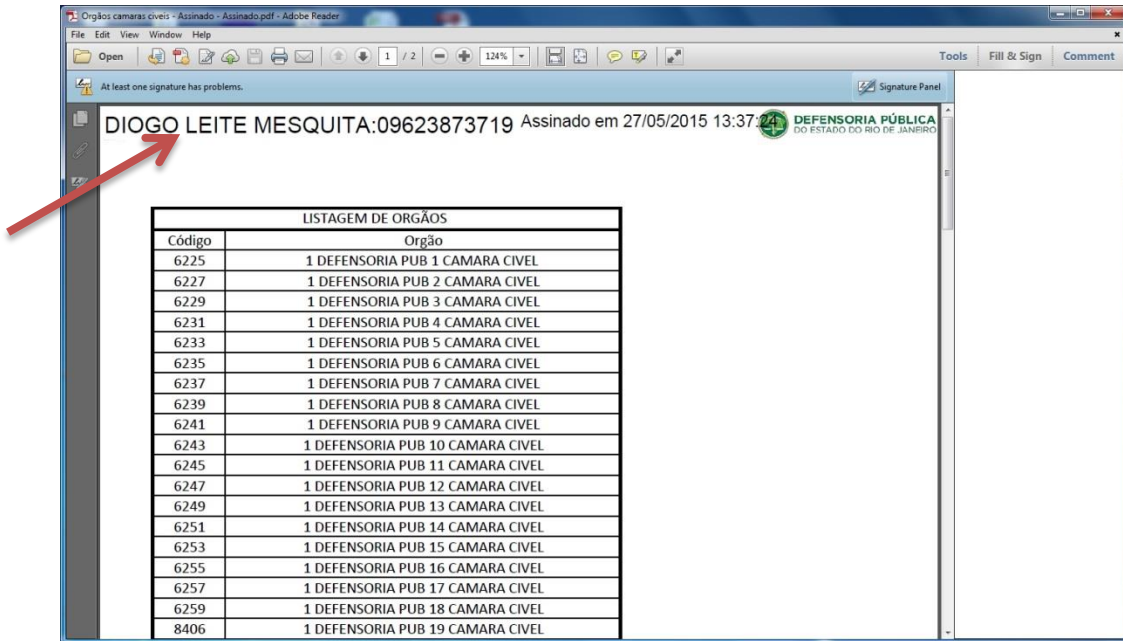 Orgãos camaras civeis - Assinado - Assinado.pdf - Adobe Reader
File Edit View Window Help
Open 1 / 2 124% Tools Fill & Sign Comment
At least one signature has problems. Signature Panel
DIOGO LEITE MESQUITA:09623873719 Assinado em 27/05/2015 13:37:24 DEFENSORIA PÚBLICA
DO ESTADO DO RIO DE JANEIRO
LISTAGEM DE ORGÃOS
Código Orgão
6225 1 DEFENSORIA PUB 1 CAMARA CIVEL
6227 1 DEFENSORIA PUB 2 CAMARA CIVEL
6229 1 DEFENSORIA PUB 3 CAMARA CIVEL
6231 1 DEFENSORIA PUB 4 CAMARA CIVEL
6233 1 DEFENSORIA PUB 5 CAMARA CIVEL
6235 1 DEFENSORIA PUB 6 CAMARA CIVEL
6237 1 DEFENSORIA PUB 7 CAMARA CIVEL
6239 1 DEFENSORIA PUB 8 CAMARA CIVEL
6241 1 DEFENSORIA PUB 9 CAMARA CIVEL
6243 1 DEFENSORIA PUB 10 CAMARA CIVEL
6245 1 DEFENSORIA PUB 11 CAMARA CIVEL
6247 1 DEFENSORIA PUB 12 CAMARA CIVEL
6249 1 DEFENSORIA PUB 13 CAMARA CIVEL
6251 1 DEFENSORIA PUB 14 CAMARA CIVEL
6253 1 DEFENSORIA PUB 15 CAMARA CIVEL
6255 1 DEFENSORIA PUB 16 CAMARA CIVEL
6257 1 DEFENSORIA PUB 17 CAMARA CIVEL
6259 1 DEFENSORIA PUB 18 CAMARA CIVEL
8406 1 DEFENSORIA PUB 19 CAMARA CIVEL